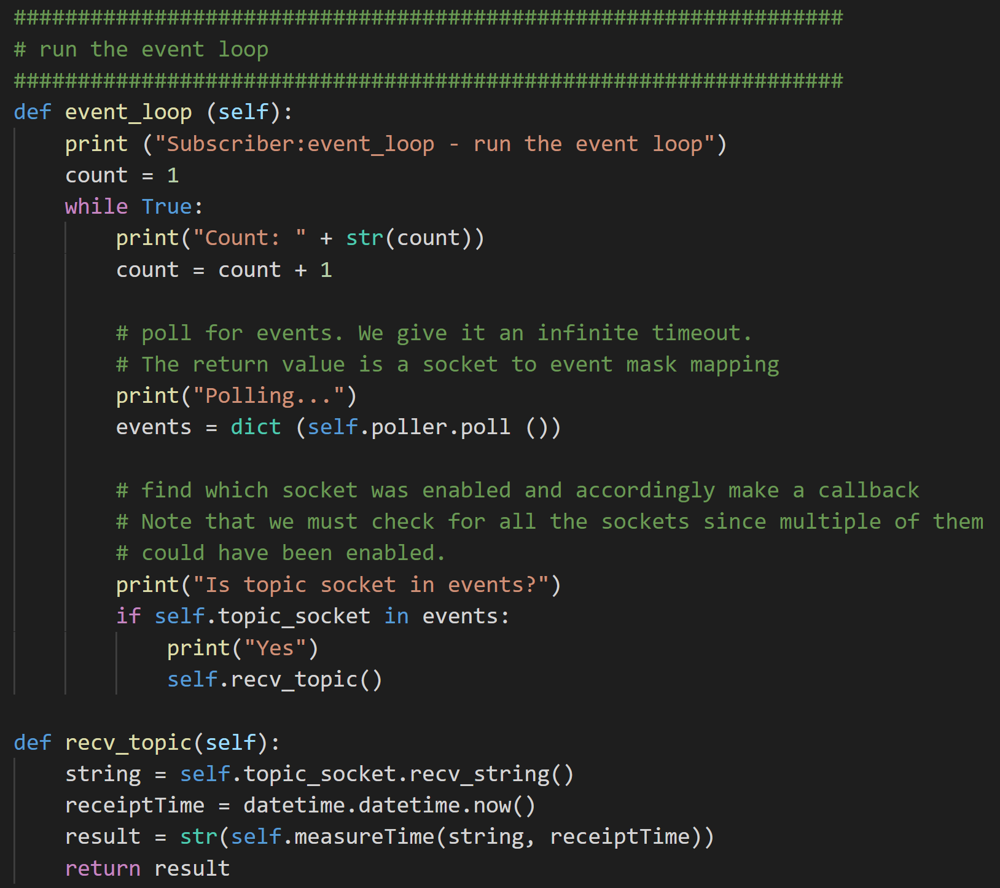 #################################################################
# run the event loop
#################################################################
def event_loop (self):
    print ("Subscriber:event_loop - run the event loop")
    count = 1
    while True:
        print("Count: " + str(count))
        count = count + 1

        # poll for events. We give it an infinite timeout.
        # The return value is a socket to event mask mapping
        print("Polling...")
        events = dict (self.poller.poll ())

        # find which socket was enabled and accordingly make a callback
        # Note that we must check for all the sockets since multiple of them
        # could have been enabled.
        print("Is topic socket in events?")
        if self.topic_socket in events:
            print("Yes")
            self.recv_topic()

def recv_topic(self):
    string = self.topic_socket.recv_string()
    receiptTime = datetime.datetime.now()
    result = str(self.measureTime(string, receiptTime))
    return result